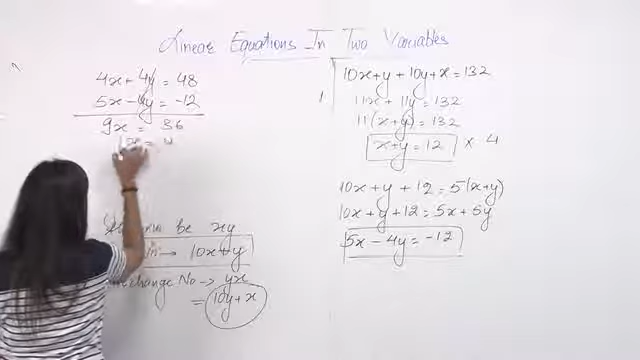 Linear Equations In Two Variables
4x + 4y = 48
5x - 4y = -12
9x = 36
be xy
10x+y
change No → yx
= 10y+x
10x+y + 10y+x = 132
11x + 11y = 132
11(x+y) = 132
x+y = 12 × 4
10x + y + 12 = 5(x+y)
10x + y + 12 = 5x + 5y
5x - 4y = -12